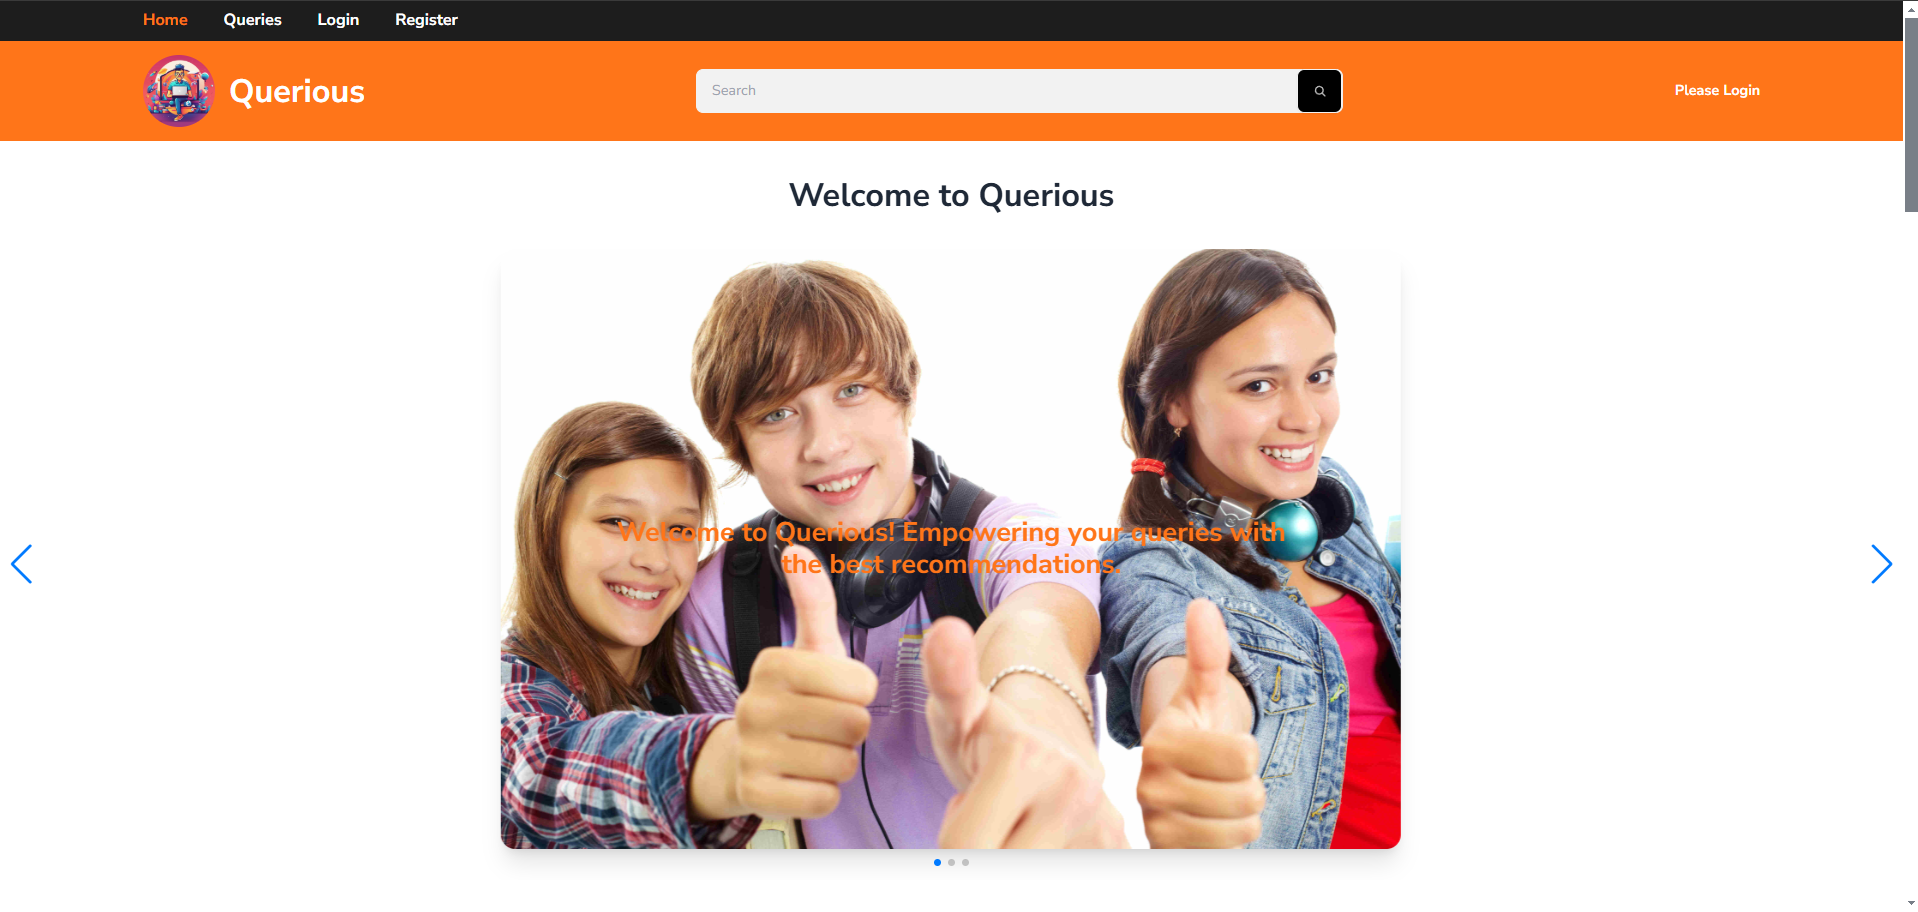 Home Queries Login Register
Querious
Search
Please Login
Welcome to Querious
Welcome to Querious! Empowering your queries with
the best recommendations.